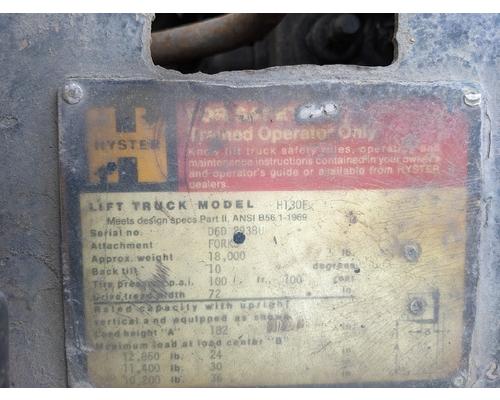 HYSTER
Trained Operator Only
Know lift truck safety rules, operating and
maintenance instructions contained in your owner's
and operator's guide or available from HYSTER
dealers.
LIFT TRUCK MODEL
Meets design specs Part II, ANSI B56.1-1969
Serial no.
Attachment FORKS
Approx. weight 18,000 lb.
Back tilt 10 degrees
Tire pressure p.s.i. 100 fr. 100
Drive tread width 72 in.
Rated capacity with upright
vertical and equipped as shown
Load height "A" 182
Maximum load at load center "B"
12,860 lb. 24
11,400 lb. 30
10,200 lb. 36